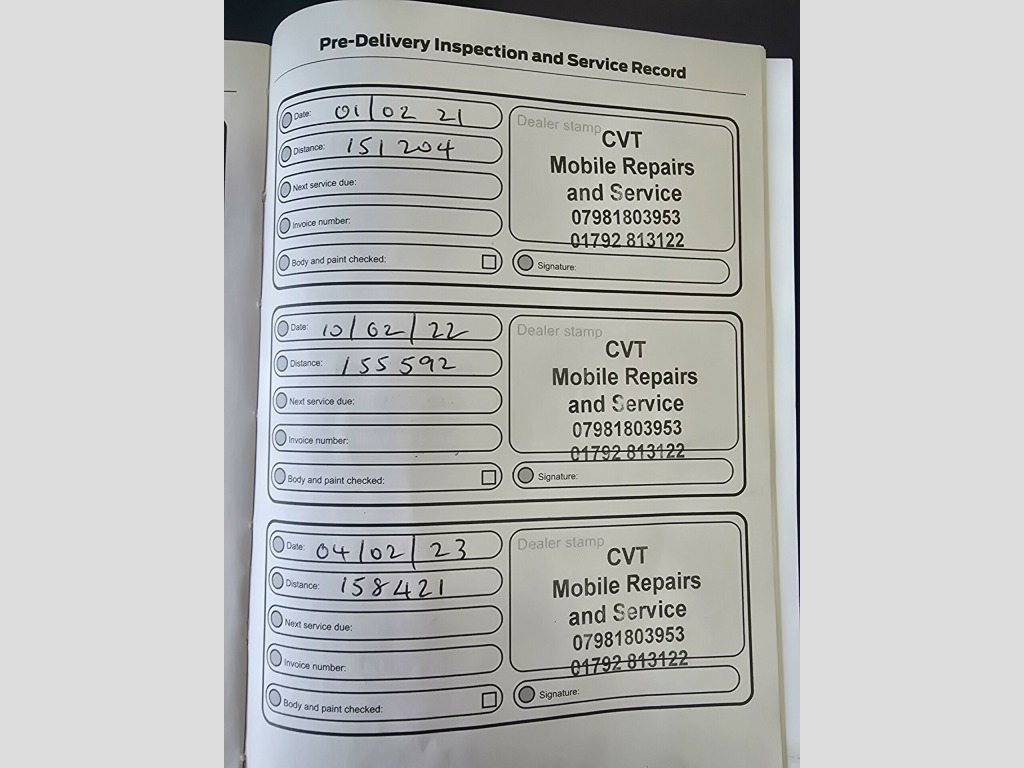 Pre-Delivery Inspection and Service Record
Date: 01/02 21
Distance: 151204
Next service due:
Invoice number:
Body and paint checked:
Dealer stamp
CVT
Mobile Repairs
and Service
07981803953
01792 813122
Signature:
Date: 10/02/22
Distance: 155592
Next service due:
Invoice number:
Body and paint checked:
Dealer stamp
CVT
Mobile Repairs
and Service
07981803953
01792 813122
Signature:
Date: 04/02/23
Distance: 158421
Next service due:
Invoice number:
Body and paint checked:
Dealer stamp
CVT
Mobile Repairs
and Service
07981803953
01792 813122
Signature: